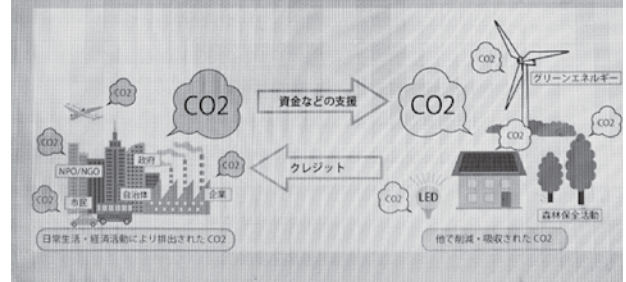 CO2
CO2
CO2
CO2
CO2
NPO/NGO
政府
市民
自治体
企業
日常生活・経済活動により排出されたCO2
資金などの支援
クレジット
CO2
CO2
グリーンエネルギー
CO2
CO2
CO2
LED
森林保全活動
他で削減・吸収されたCO2